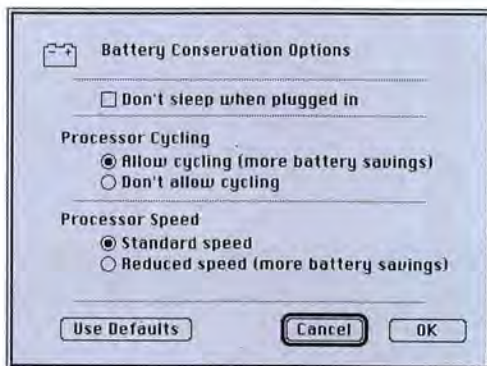 Battery Conservation Options
Don't sleep when plugged in
Processor Cycling
Allow cycling (more battery savings)
Don't allow cycling
Processor Speed
Standard speed
Reduced speed (more battery savings)
Use Defaults
Cancel
OK